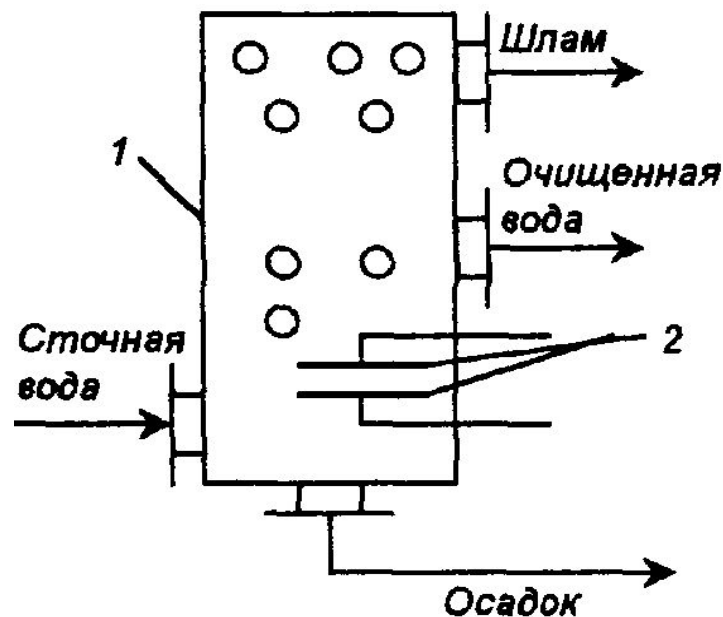 Шлам
1
Очищенная
вода
Сточная
вода
2
Осадок